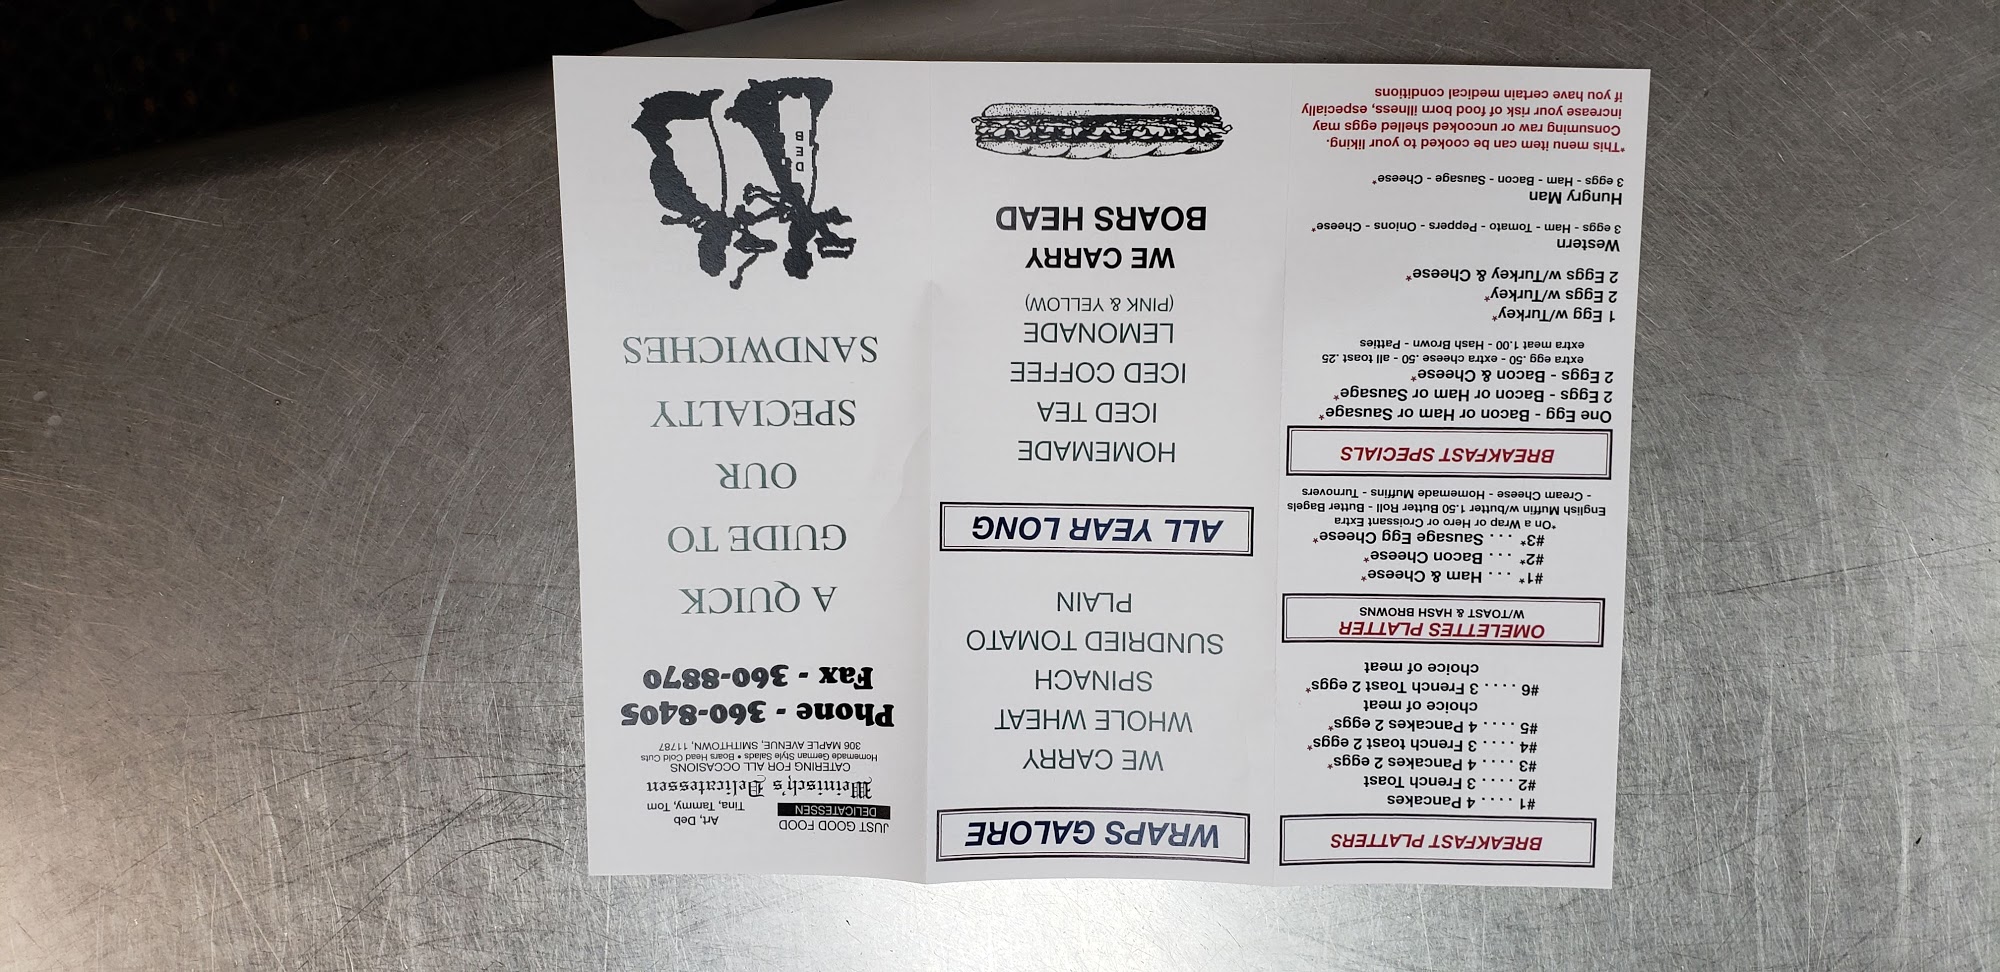 BREAKFAST PLATTERS
#1 . . . . 4 Pancakes
#2 . . . . 3 French Toast
#3 . . . . 4 Pancakes 2 eggs*
#4 . . . . 3 French toast 2 eggs*
#5 . . . . 4 Pancakes 2 eggs*
choice of meat
#6 . . . . 3 French Toast 2 eggs*
choice of meat
OMELETTES PLATTER
W/TOAST & HASH BROWNS
#1* . . . Ham & Cheese*
#2* . . . Bacon Cheese*
#3* . . . Sausage Egg Cheese*
*On a Wrap or Hero or Croissant Extra
English Muffin w/butter 1.50 Butter Roll - Butter Bagels
- Cream Cheese - Homemade Muffins - Turnovers
BREAKFAST SPECIALS
One Egg - Bacon or Ham or Sausage*
2 Eggs - Bacon or Ham or Sausage*
2 Eggs - Bacon & Cheese*
extra egg .50 - extra cheese .50 - all toast .25
extra meat 1.00 - Hash Brown - Patties
1 Egg w/Turkey*
2 Eggs w/Turkey*
2 Eggs w/Turkey & Cheese*
Western
3 eggs - Ham - Tomato - Peppers - Onions - Cheese*
Hungry Man
3 eggs - Ham - Bacon - Sausage - Cheese*
*This menu item can be cooked to your liking.
Consuming raw or uncooked shelled eggs may
increase your risk of food born illness, especially
if you have certain medical conditions
WRAPS GALORE
WE CARRY
WHOLE WHEAT
SPINACH
SUNDRIED TOMATO
PLAIN
ALL YEAR LONG
HOMEMADE
ICED TEA
ICED COFFEE
LEMONADE
(PINK & YELLOW)
WE CARRY
BOARS HEAD
JUST GOOD FOOD
DELICATESSEN
Art, Deb
Tina, Tammy, Tom
Weinisch's Delicatessen
CATERING FOR ALL OCCASIONS
Homemade German Style Salads • Boars Head Cold Cuts
306 MAPLE AVENUE, SMITHTOWN, 11787
Phone - 360-8405
Fax - 360-8870
A QUICK
GUIDE TO
OUR
SPECIALTY
SANDWICHES
DEB